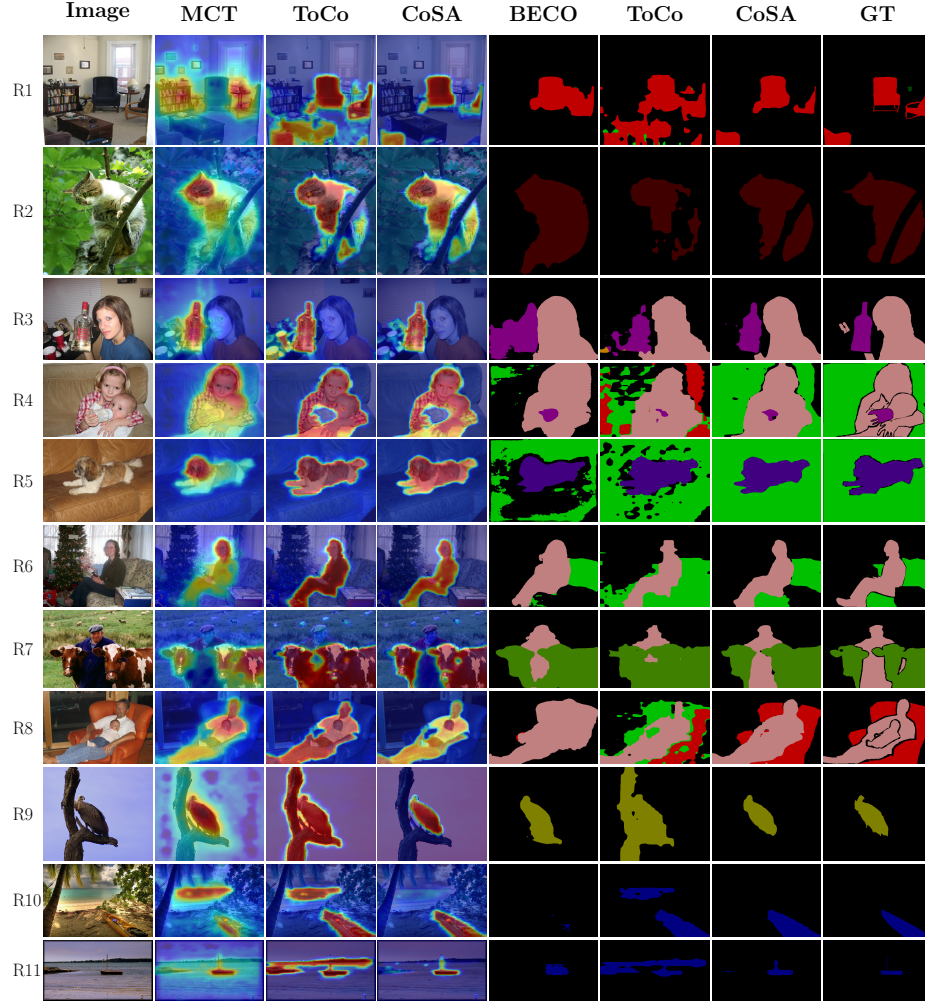 Image MCT ToCo CoSA BECO ToCo CoSA GT
R1
R2
R3
R4
R5
R6
R7
R8
R9
R10
R11